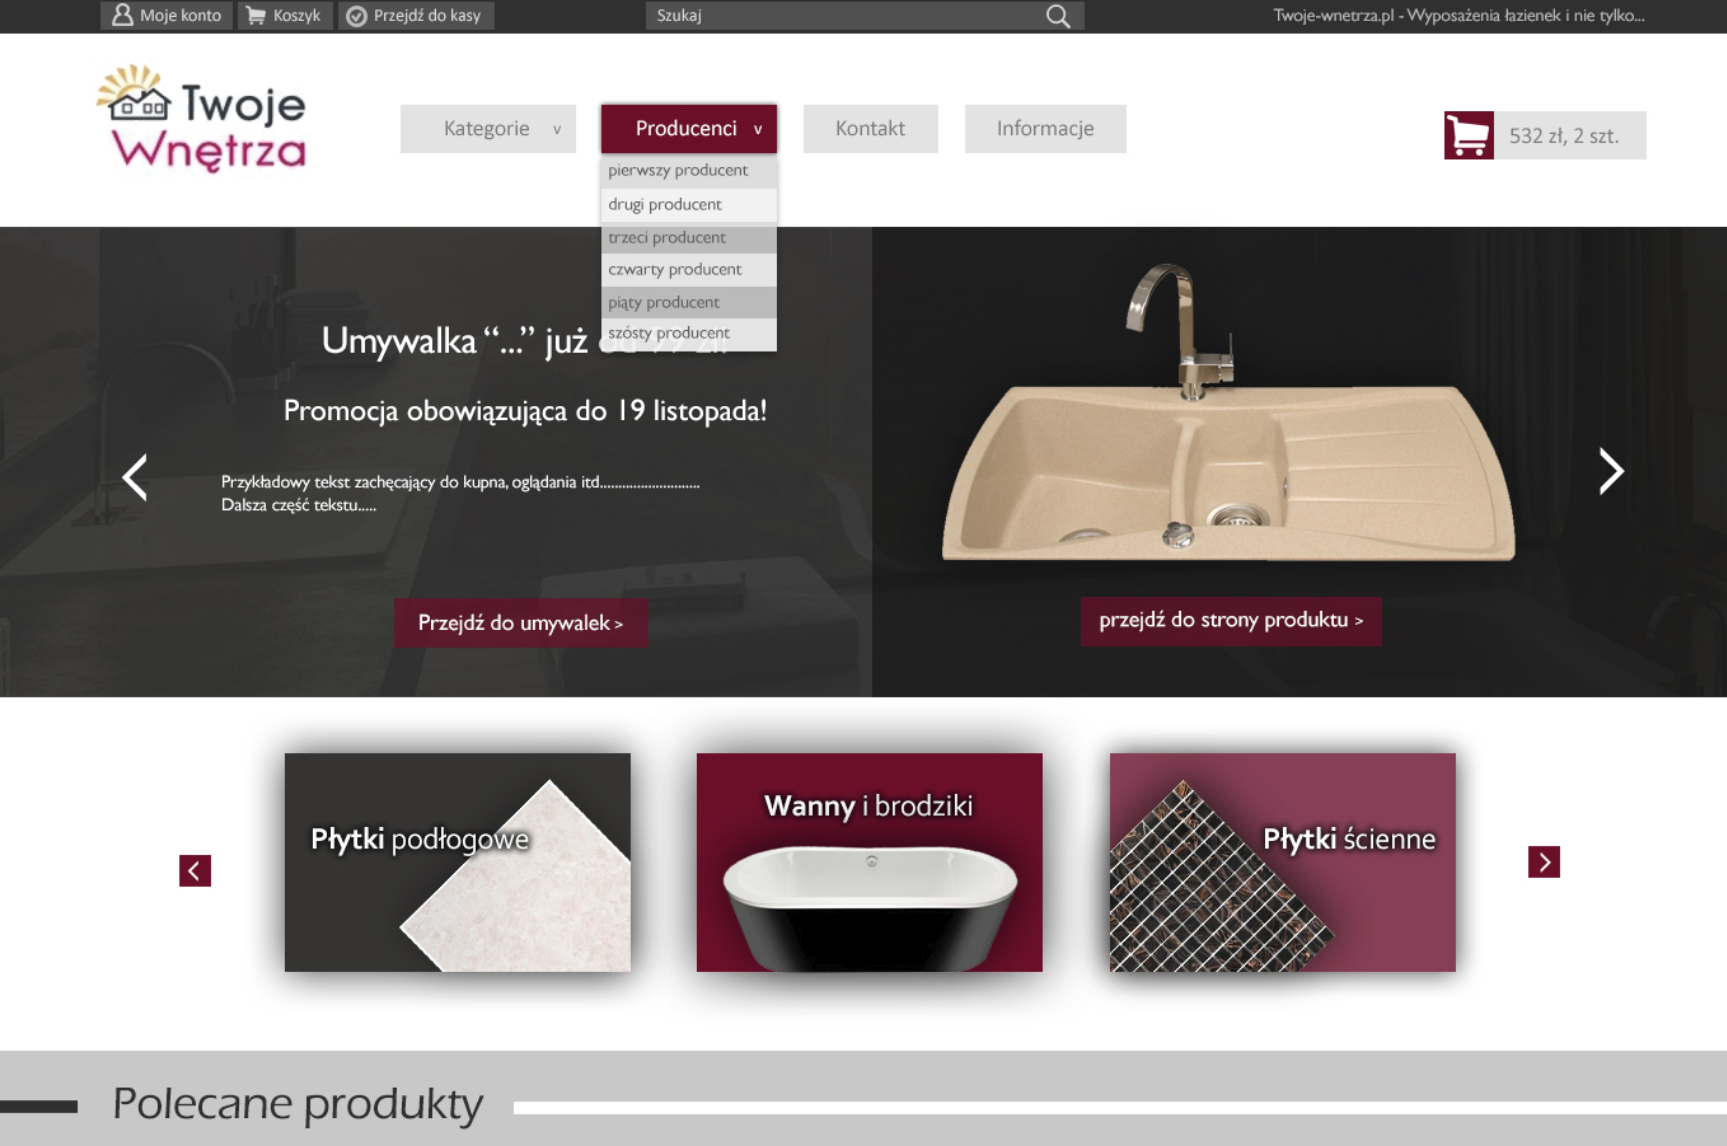 Moje konto
Koszyk
Przejdź do kasy
Szukaj
Twoje-wnetrza.pl - Wyposażenia łazienek i nie tylko...
Twoje
Wnętrza
Kategorie v
Producenci v
Kontakt
Informacje
532 zł, 2 szt.
pierwszy producent
drugi producent
trzeci producent
czwarty producent
piąty producent
szósty producent
Umywalka “...” już od 99 zł!
Promocja obowiązująca do 19 listopada!
Przykładowy tekst zachęcający do kupna, oglądania itd...........................
Dalsza część tekstu.....
Przejdź do umywalek >
przejdź do strony produktu >
Płytki podłogowe
Wanny i brodziki
Płytki ścienne
Polecane produkty